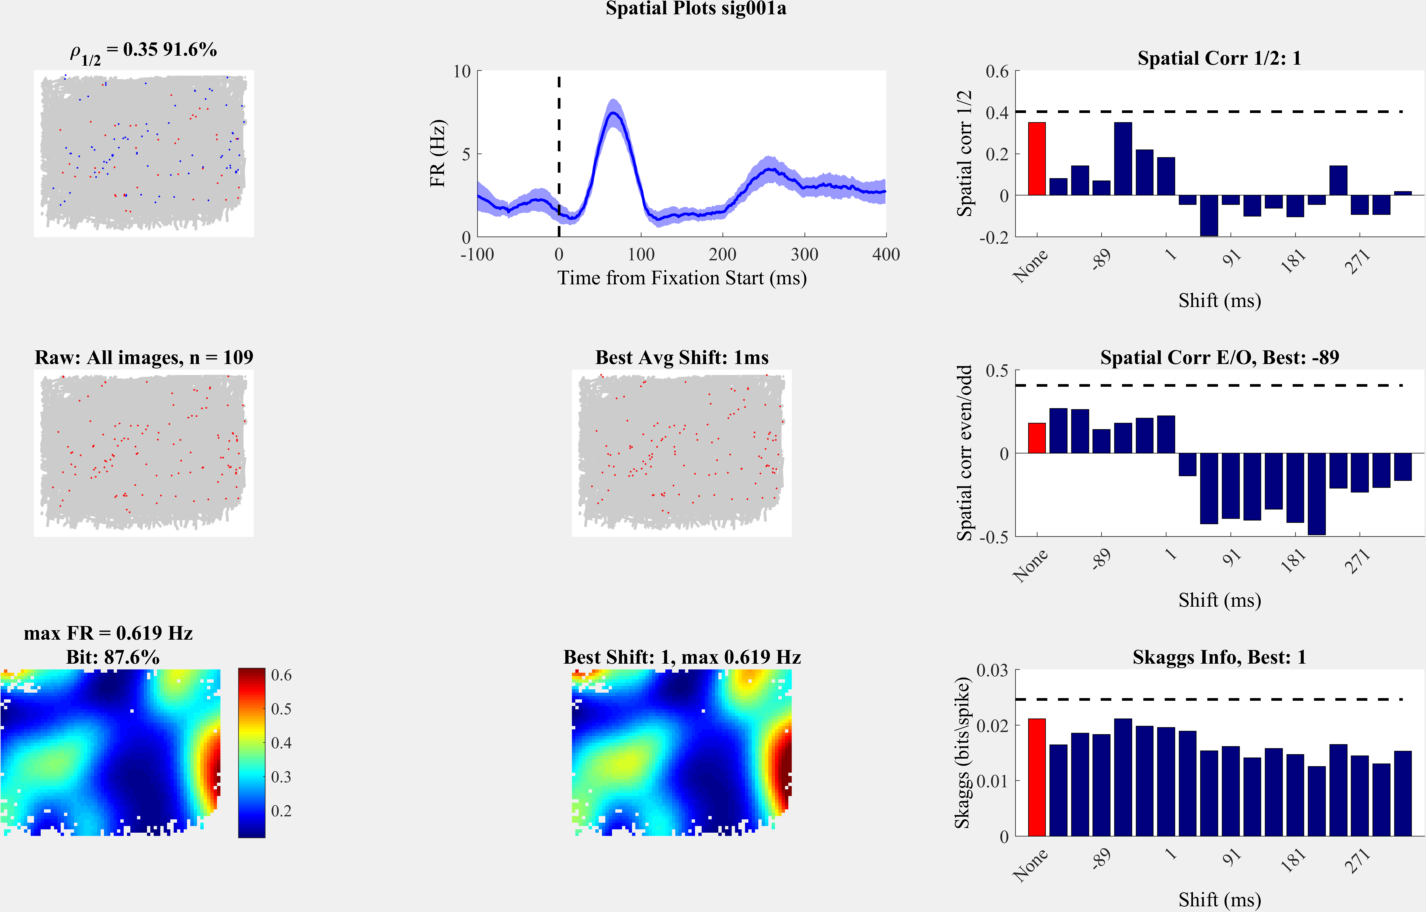 Spatial Plots sig001a
ρ1/2 = 0.35 91.6%
10
5
0
FR (Hz)
-100
0
100
200
300
400
Time from Fixation Start (ms)
Spatial Corr 1/2: 1
0.6
0.4
0.2
0
-0.2
Spatial corr 1/2
None
-89
1
91
181
271
Shift (ms)
Raw: All images, n = 109
Best Avg Shift: 1ms
Spatial Corr E/O, Best: -89
0.5
0
-0.5
Spatial corr even/odd
None
-89
1
91
181
271
Shift (ms)
max FR = 0.619 Hz
Bit: 87.6%
0.6
0.5
0.4
0.3
0.2
Best Shift: 1, max 0.619 Hz
Skaggs Info, Best: 1
0.03
0.02
0.01
0
Skaggs (bits\spike)
None
-89
1
91
181
271
Shift (ms)